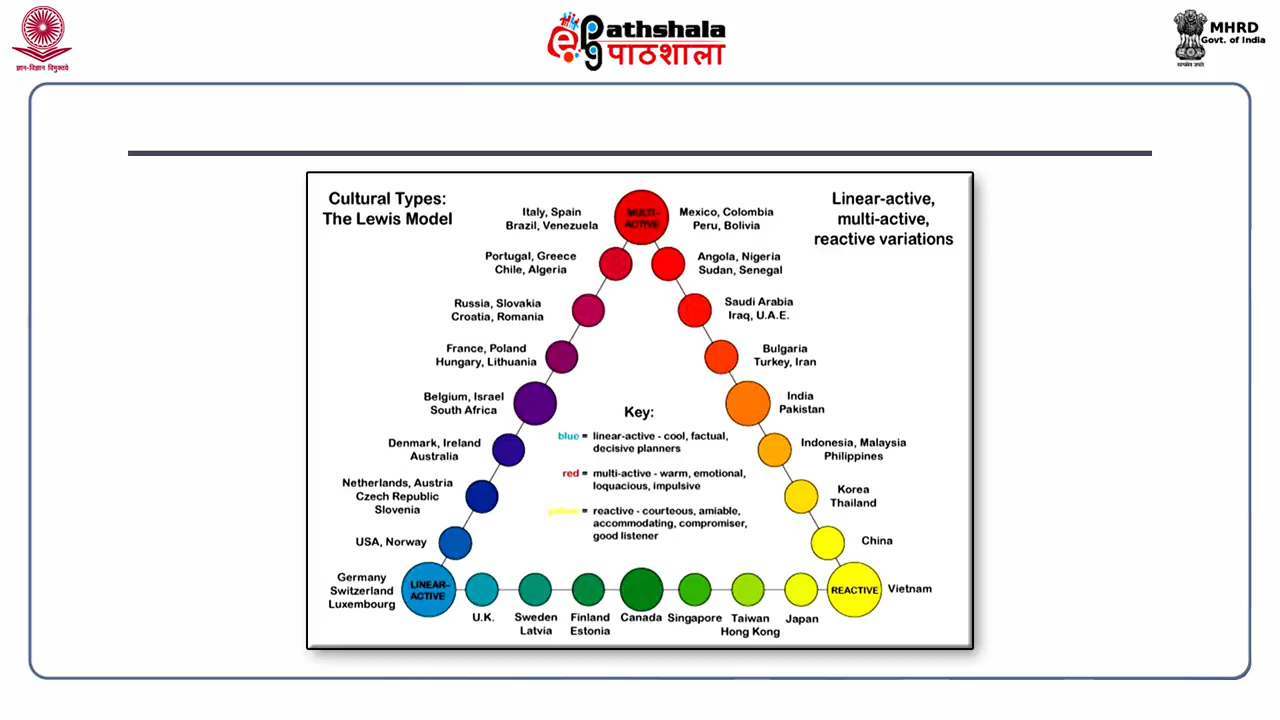 ज्ञान-विज्ञान विमुक्तये
Pathshala
पाठशाला
MHRD
Govt. of India
सत्यमेव जयते
Cultural Types:
The Lewis Model
Linear-active,
multi-active,
reactive variations
MULTI-
ACTIVE
Italy, Spain
Brazil, Venezuela
Mexico, Colombia
Peru, Bolivia
Portugal, Greece
Chile, Algeria
Angola, Nigeria
Sudan, Senegal
Russia, Slovakia
Croatia, Romania
Saudi Arabia
Iraq, U.A.E.
France, Poland
Hungary, Lithuania
Bulgaria
Turkey, Iran
Belgium, Israel
South Africa
India
Pakistan
Denmark, Ireland
Australia
Indonesia, Malaysia
Philippines
Netherlands, Austria
Czech Republic
Slovenia
Korea
Thailand
USA, Norway
China
Key:
blue = linear-active - cool, factual,
decisive planners
red = multi-active - warm, emotional,
loquacious, impulsive
yellow = reactive - courteous, amiable,
accommodating, compromiser,
good listener
Germany
Switzerland
Luxembourg
LINEAR-
ACTIVE
REACTIVE
Vietnam
U.K.
Sweden
Latvia
Finland
Estonia
Canada
Singapore
Taiwan
Hong Kong
Japan